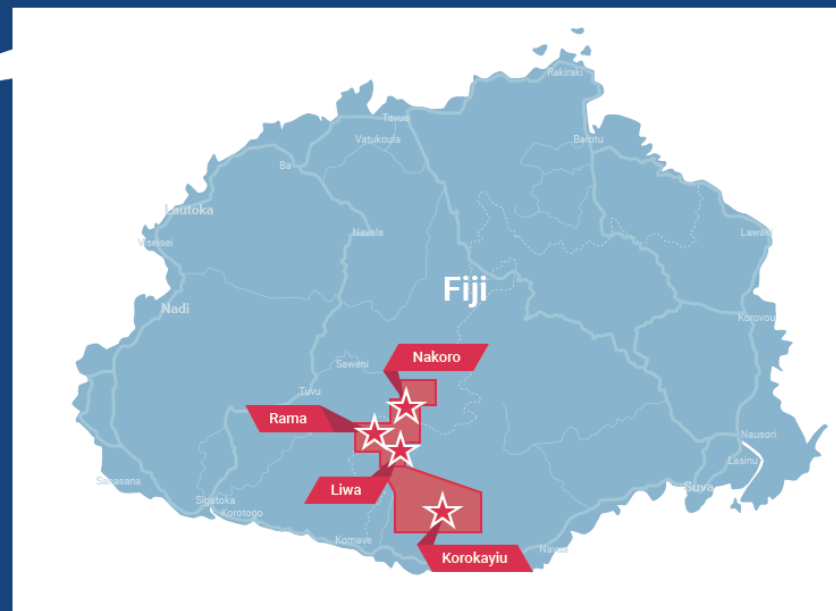 Rakiraki
Tavua
Vatukoula
Barotu
Ba
Lautoka
Navala
Lawaki
Viseisei
Fiji
Nadi
Korovou
Nakoro
Saweni
Tuvu
Rama
Nausori
Lasinu
Sanasana
Liwa
Suva
Sigatoka
Korotogo
Komave
Navua
Korokayiu